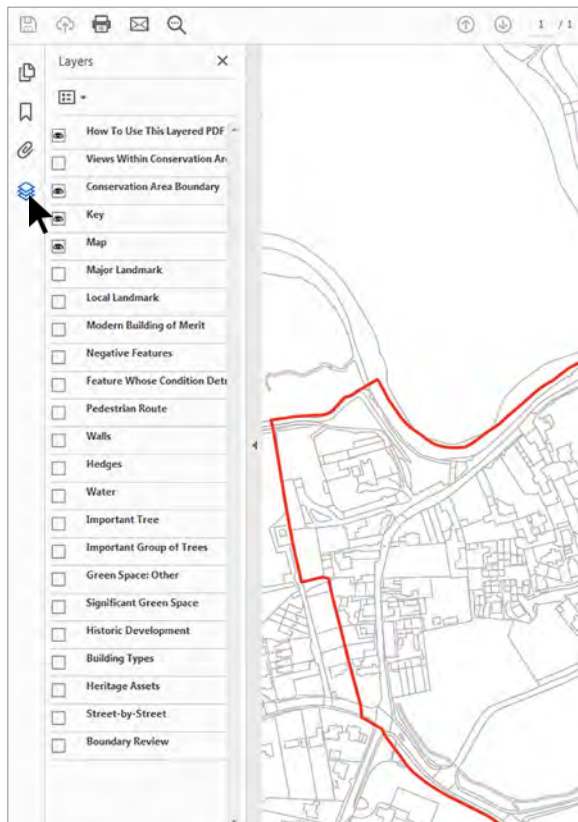 1 / 1
Layers
How To Use This Layered PDF
Views Within Conservation Are
Conservation Area Boundary
Key
Map
Major Landmark
Local Landmark
Modern Building of Merit
Negative Features
Feature Whose Condition Detr
Pedestrian Route
Walls
Hedges
Water
Important Tree
Important Group of Trees
Green Space: Other
Significant Green Space
Historic Development
Building Types
Heritage Assets
Street-by-Street
Boundary Review